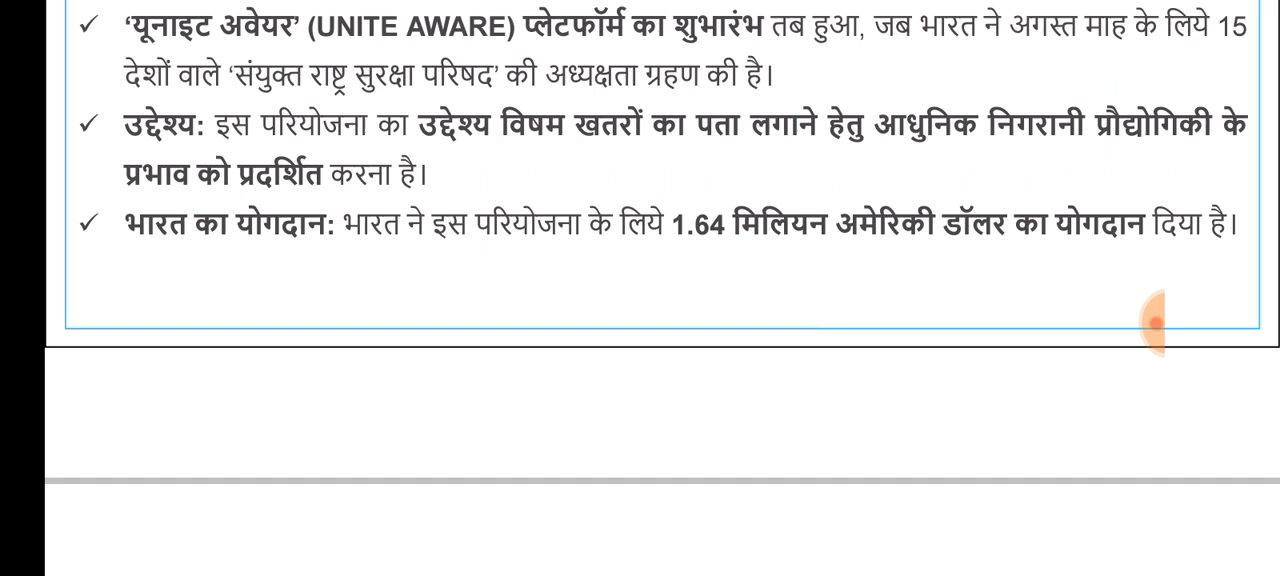 ✓ ‘यूनाइट अवेयर’ (UNITE AWARE) प्लेटफॉर्म का शुभारंभ तब हुआ, जब भारत ने अगस्त माह के लिये 15
देशों वाले ‘संयुक्त राष्ट्र सुरक्षा परिषद’ की अध्यक्षता ग्रहण की है।
✓ उद्देश्य: इस परियोजना का उद्देश्य विषम खतरों का पता लगाने हेतु आधुनिक निगरानी प्रौद्योगिकी के
प्रभाव को प्रदर्शित करना है।
✓ भारत का योगदान: भारत ने इस परियोजना के लिये 1.64 मिलियन अमेरिकी डॉलर का योगदान दिया है।